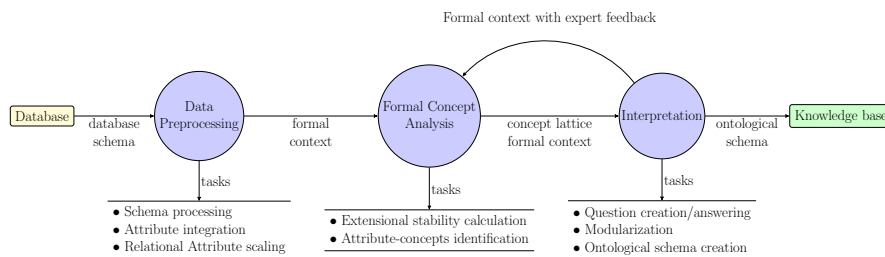 Formal context with expert feedback
Database
database
schema
Data
Preprocessing
formal
context
Formal Concept
Analysis
concept lattice
formal context
Interpretation
ontological
schema
Knowledge base
tasks
• Schema processing
• Attribute integration
• Relational Attribute scaling
tasks
• Extensional stability calculation
• Attribute-concepts identification
tasks
• Question creation/answering
• Modularization
• Ontological schema creation